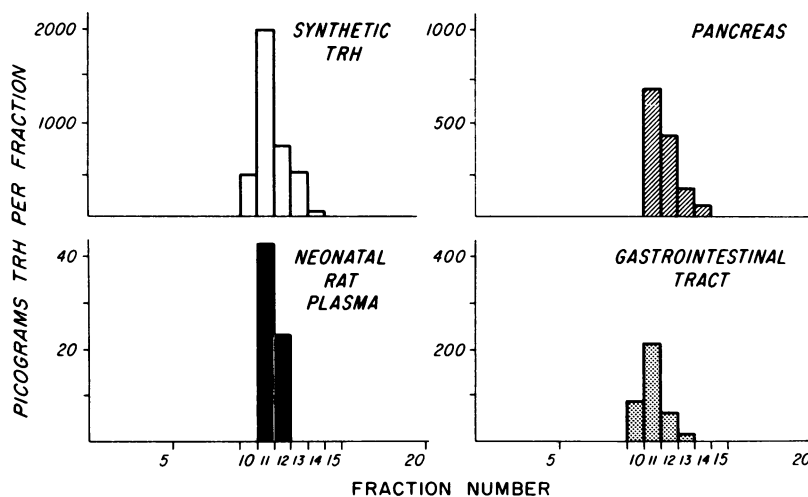 SYNTHETIC
TRH
2000
1000
PANCREAS
1000
500
PICOGRAMS TRH PER FRACTION
NEONATAL
RAT
PLASMA
40
20
5 10 11 12 13 14 15 20
GASTROINTESTINAL
TRACT
400
200
5 10 11 12 13 14 15 20
FRACTION NUMBER